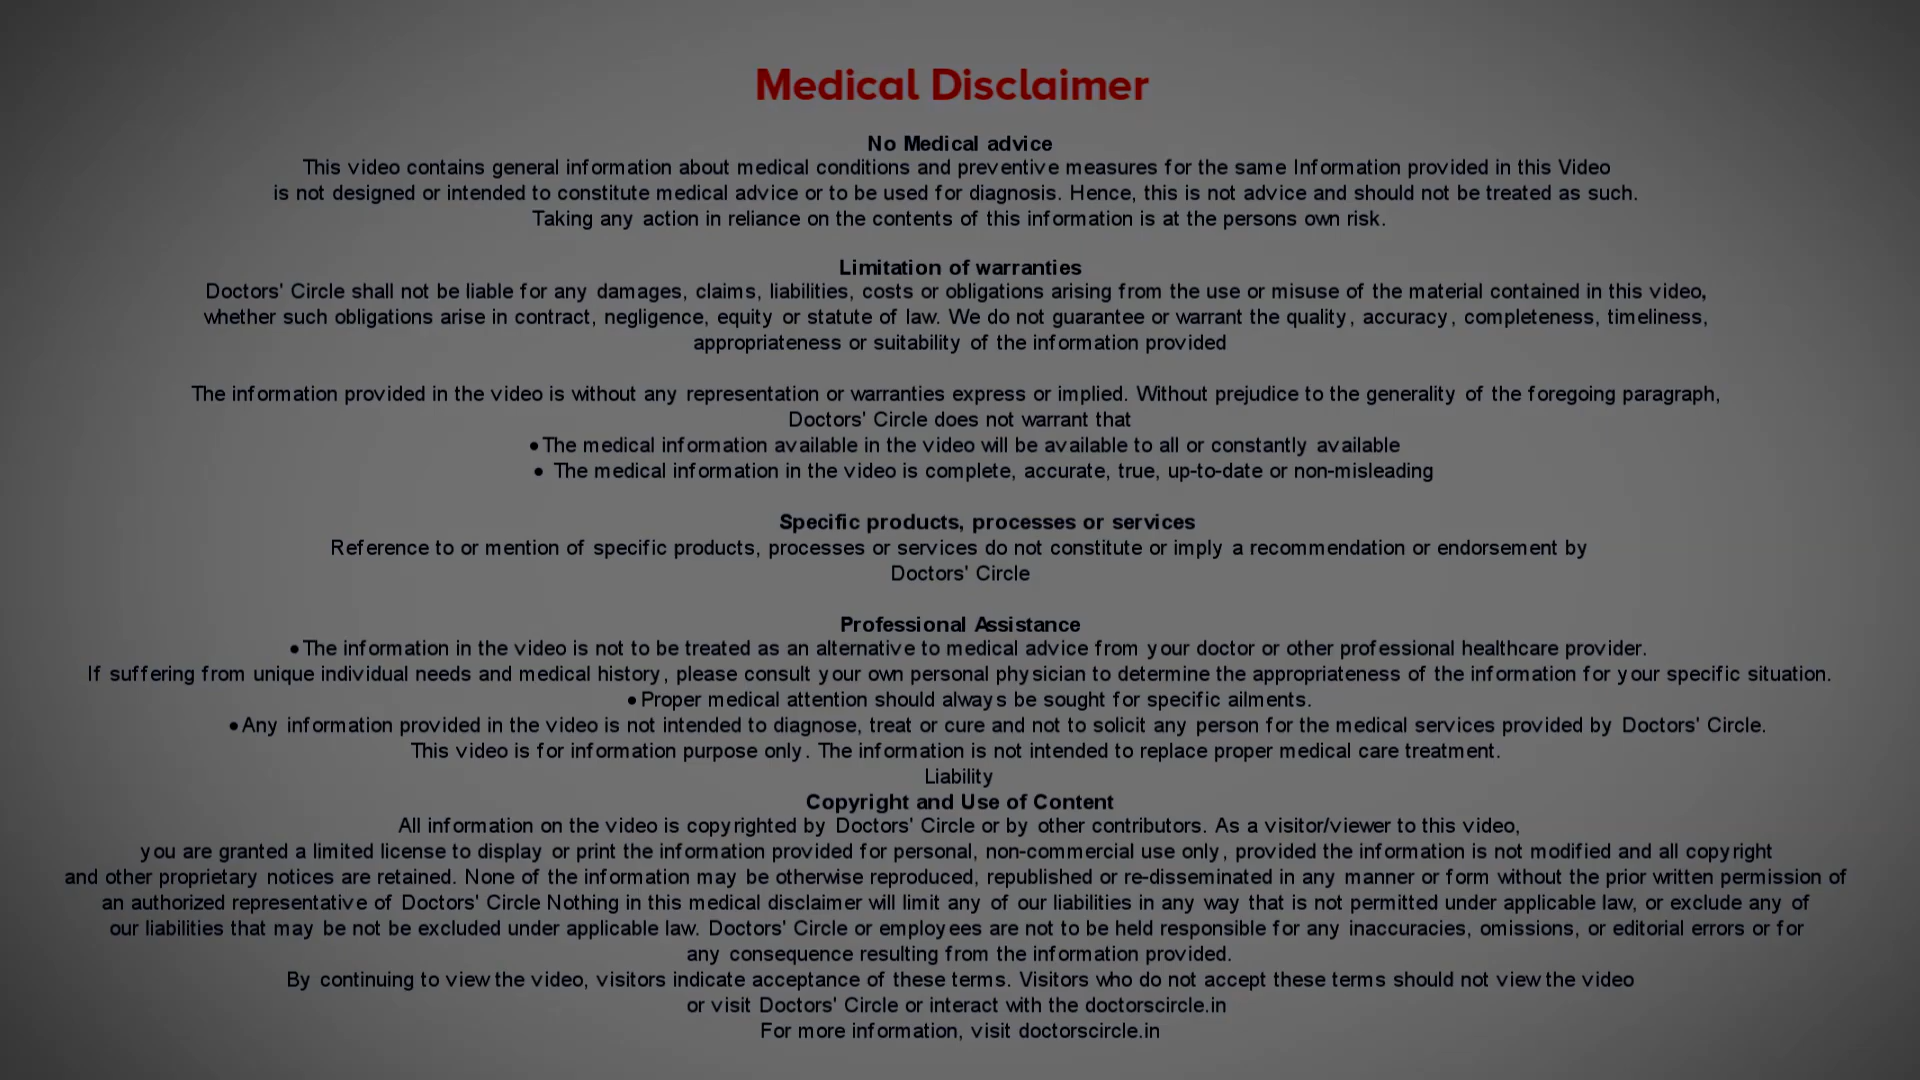 Medical Disclaimer
No Medical advice
This video contains general information about medical conditions and preventive measures for the same Information provided in this Video
is not designed or intended to constitute medical advice or to be used for diagnosis. Hence, this is not advice and should not be treated as such.
Taking any action in reliance on the contents of this information is at the persons own risk.
Limitation of warranties
Doctors' Circle shall not be liable for any damages, claims, liabilities, costs or obligations arising from the use or misuse of the material contained in this video,
whether such obligations arise in contract, negligence, equity or statute of law. We do not guarantee or warrant the quality, accuracy, completeness, timeliness,
appropriateness or suitability of the information provided
The information provided in the video is without any representation or warranties express or implied. Without prejudice to the generality of the foregoing paragraph,
Doctors' Circle does not warrant that
• The medical information available in the video will be available to all or constantly available
• The medical information in the video is complete, accurate, true, up-to-date or non-misleading
Specific products, processes or services
Reference to or mention of specific products, processes or services do not constitute or imply a recommendation or endorsement by
Doctors' Circle
Professional Assistance
• The information in the video is not to be treated as an alternative to medical advice from your doctor or other professional healthcare provider.
If suffering from unique individual needs and medical history, please consult your own personal physician to determine the appropriateness of the information for your specific situation.
• Proper medical attention should always be sought for specific ailments.
• Any information provided in the video is not intended to diagnose, treat or cure and not to solicit any person for the medical services provided by Doctors' Circle.
This video is for information purpose only. The information is not intended to replace proper medical care treatment.
Liability
Copyright and Use of Content
All information on the video is copyrighted by Doctors' Circle or by other contributors. As a visitor/viewer to this video,
you are granted a limited license to display or print the information provided for personal, non-commercial use only, provided the information is not modified and all copyright
and other proprietary notices are retained. None of the information may be otherwise reproduced, republished or re-disseminated in any manner or form without the prior written permission of
an authorized representative of Doctors' Circle Nothing in this medical disclaimer will limit any of our liabilities in any way that is not permitted under applicable law, or exclude any of
our liabilities that may be not be excluded under applicable law. Doctors' Circle or employees are not to be held responsible for any inaccuracies, omissions, or editorial errors or for
any consequence resulting from the information provided.
By continuing to view the video, visitors indicate acceptance of these terms. Visitors who do not accept these terms should not view the video
or visit Doctors' Circle or interact with the doctorscircle.in
For more information, visit doctorscircle.in